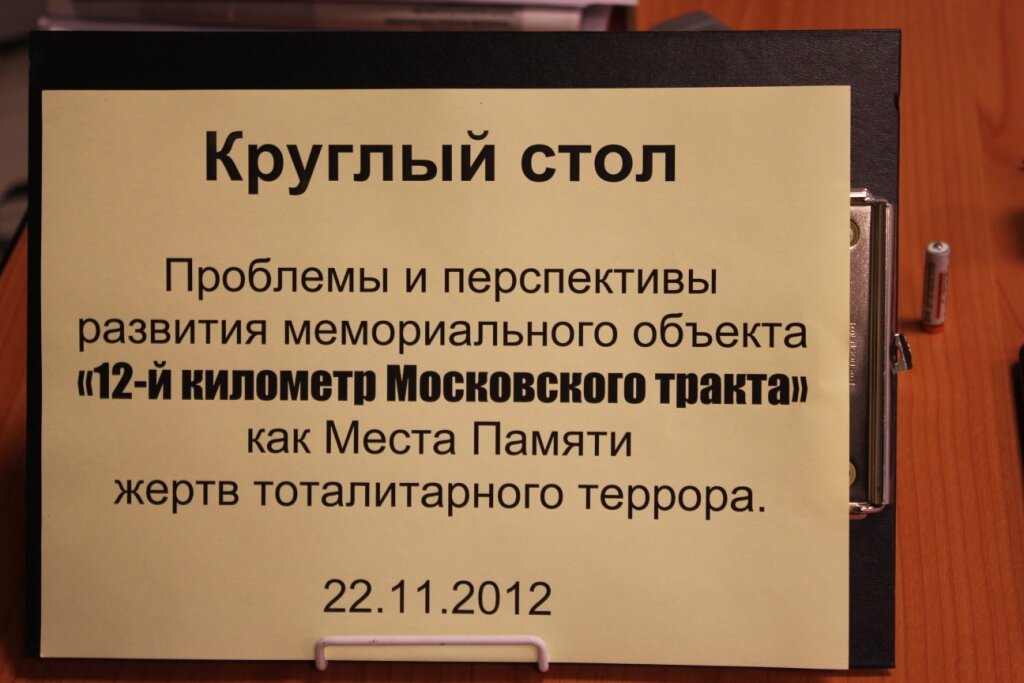 Круглый стол
Проблемы и перспективы
развития мемориального объекта
«12-й километр Московского тракта»
как Места Памяти
жертв тоталитарного террора.
22.11.2012